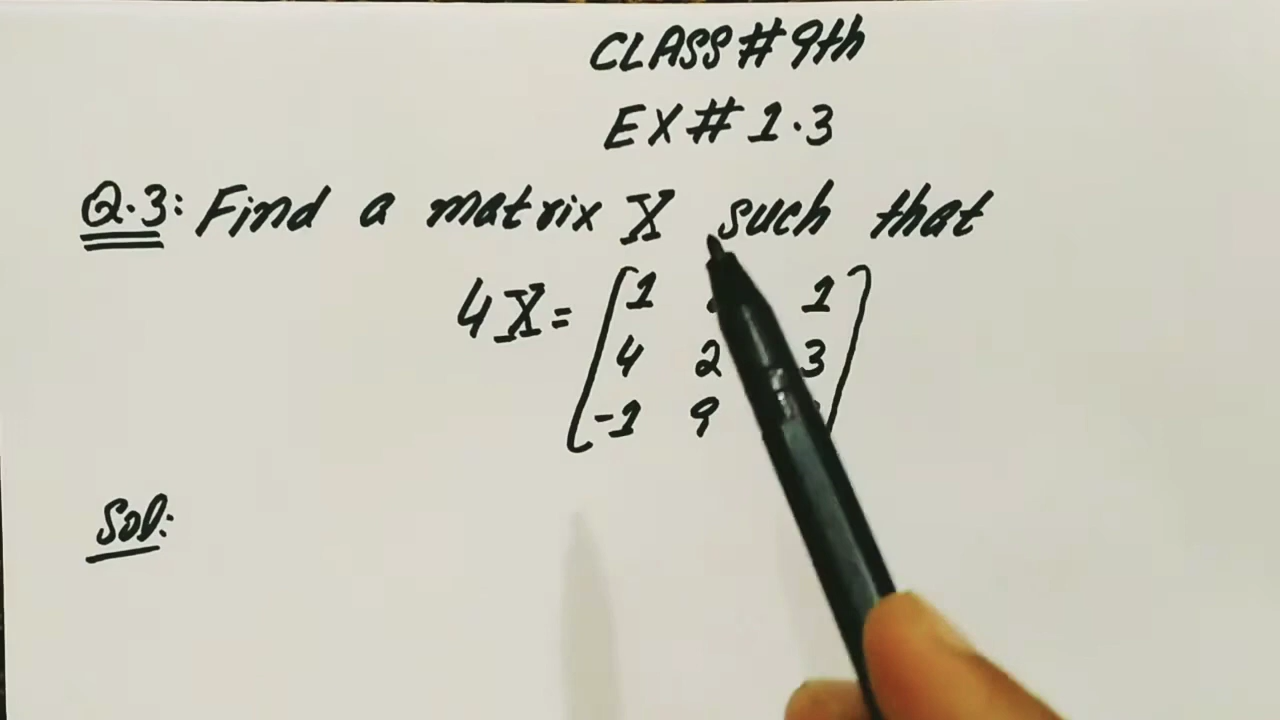 CLASS # 9th
EX # 1.3
Q.3: Find a matrix X such that
4X = [ 1 1
4 2 3
-1 9 ]
Sol: